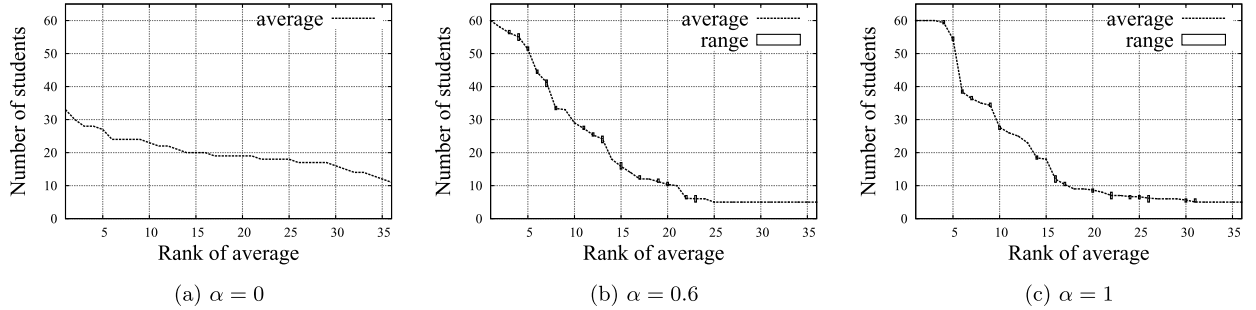 60
50
40
30
20
10
0
5 10 15 20 25 30 35
Number of students
Rank of average
average
(a) α = 0
60
50
40
30
20
10
0
5 10 15 20 25 30 35
Number of students
Rank of average
average
range
(b) α = 0.6
60
50
40
30
20
10
0
5 10 15 20 25 30 35
Number of students
Rank of average
average
range
(c) α = 1